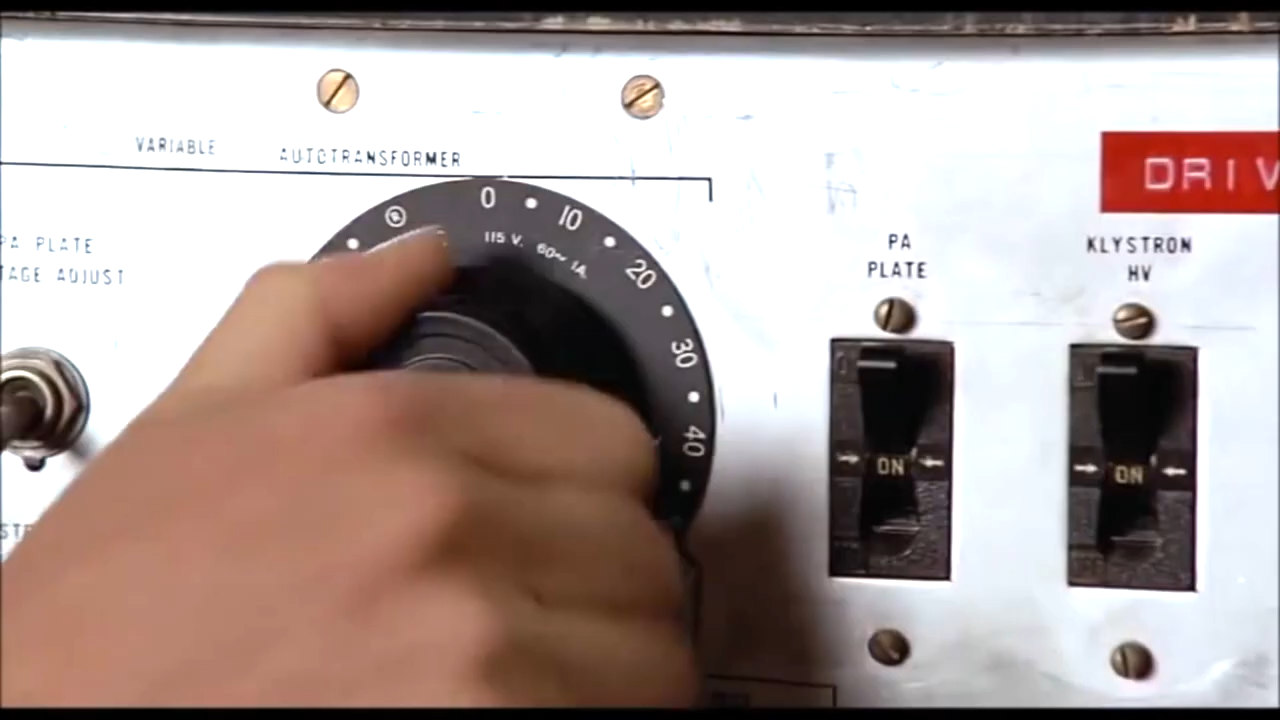 VARIABLE AUTOTRANSFORMER
DRIV
PA PLATE
TAGE ADJUST
®
0
10
20
30
40
115 V. 60~ 1A.
PA
PLATE
KLYSTRON
HV
ON
ON